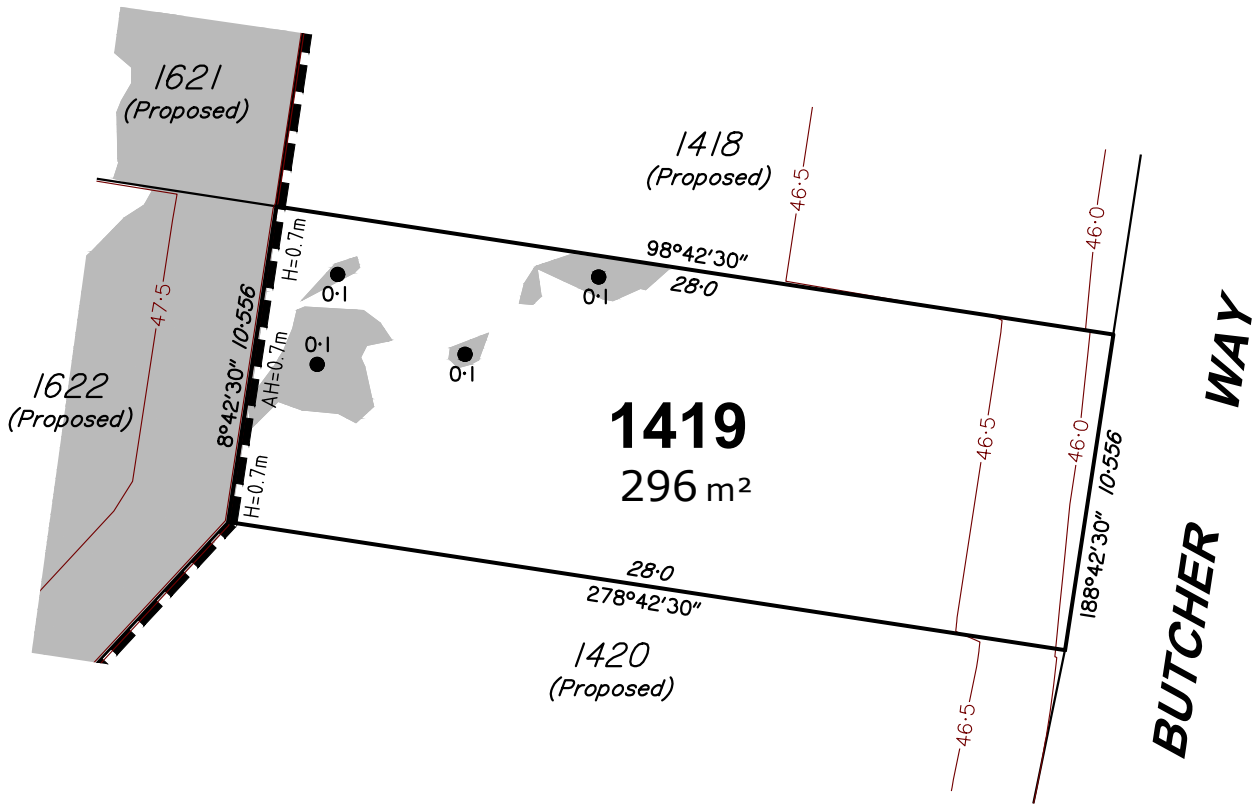 1621
(Proposed)
1418
(Proposed)
46·5
46·0
H=0.7m
98°42'30"
28·0
0·1
0·1
47·5
8°42'30" 10·556
AH=0.7m
0·1
0·1
1622
(Proposed)
1419
296 m²
46·5
46·0
188°42'30" 10·556
H=0.7m
28·0
278°42'30"
1420
(Proposed)
46·5
BUTCHER WAY